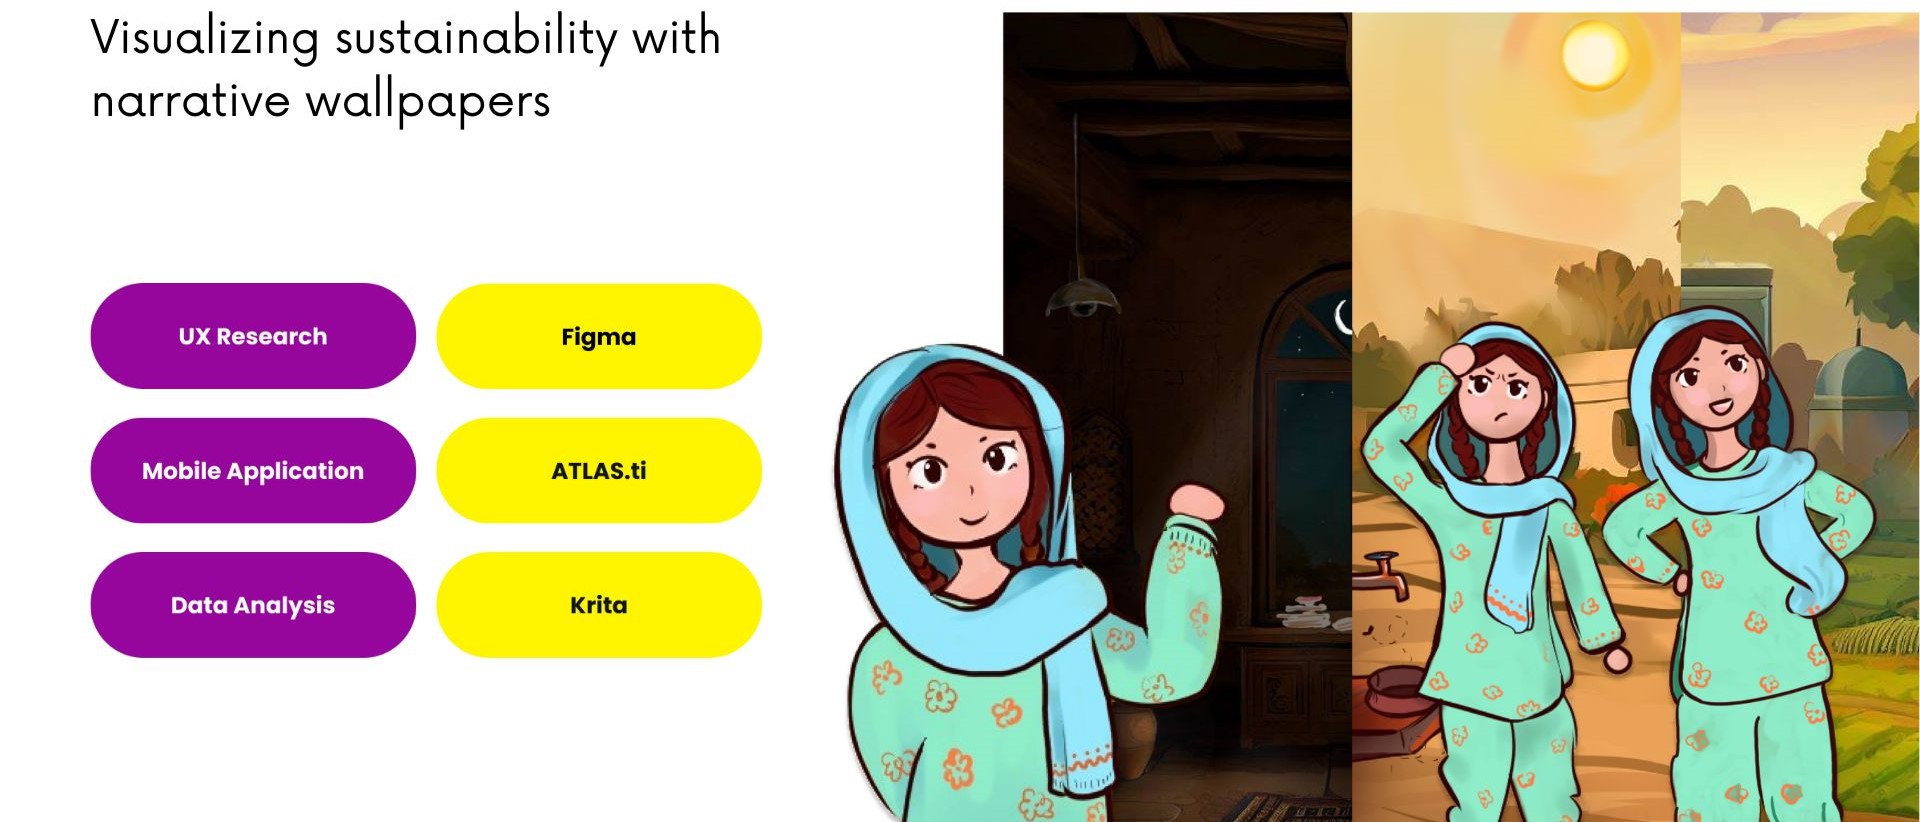 Visualizing sustainability with
narrative wallpapers
UX Research
Figma
Mobile Application
ATLAS.ti
Data Analysis
Krita